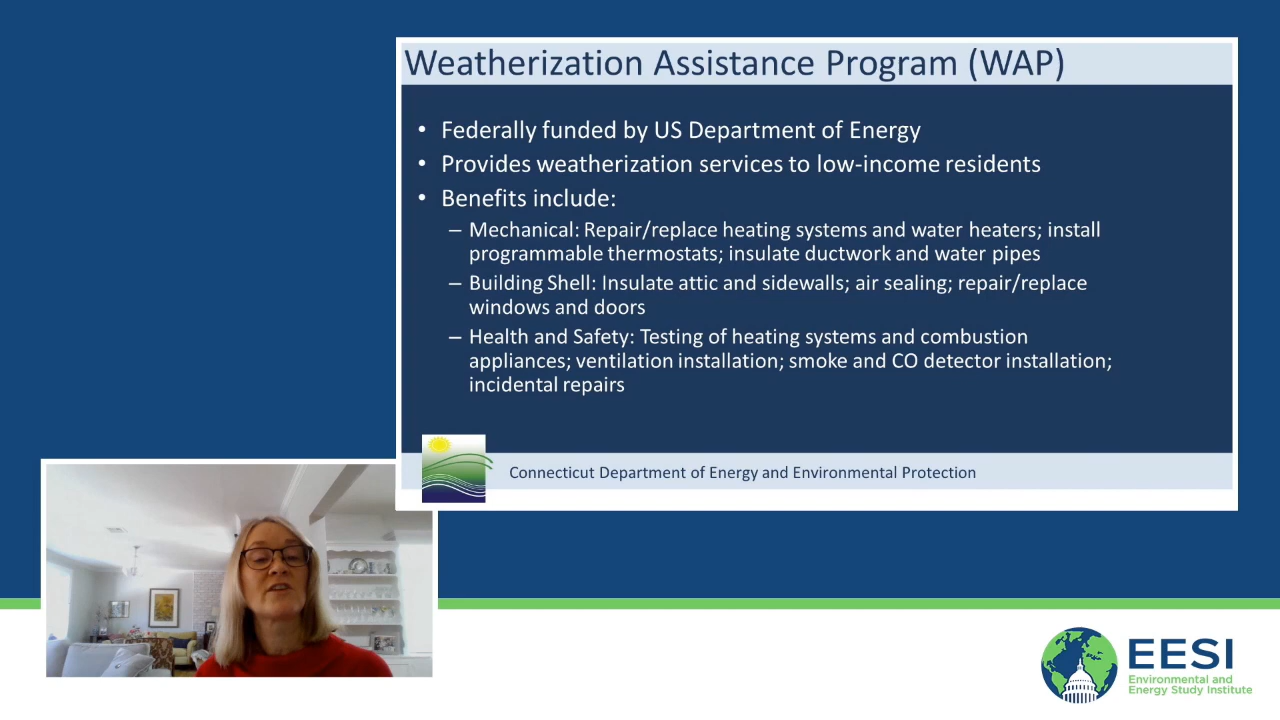 Weatherization Assistance Program (WAP)
• Federally funded by US Department of Energy
• Provides weatherization services to low-income residents
• Benefits include:
– Mechanical: Repair/replace heating systems and water heaters; install
programmable thermostats; insulate ductwork and water pipes
– Building Shell: Insulate attic and sidewalls; air sealing; repair/replace
windows and doors
– Health and Safety: Testing of heating systems and combustion
appliances; ventilation installation; smoke and CO detector installation;
incidental repairs
Connecticut Department of Energy and Environmental Protection
EESI
Environmental and
Energy Study Institute